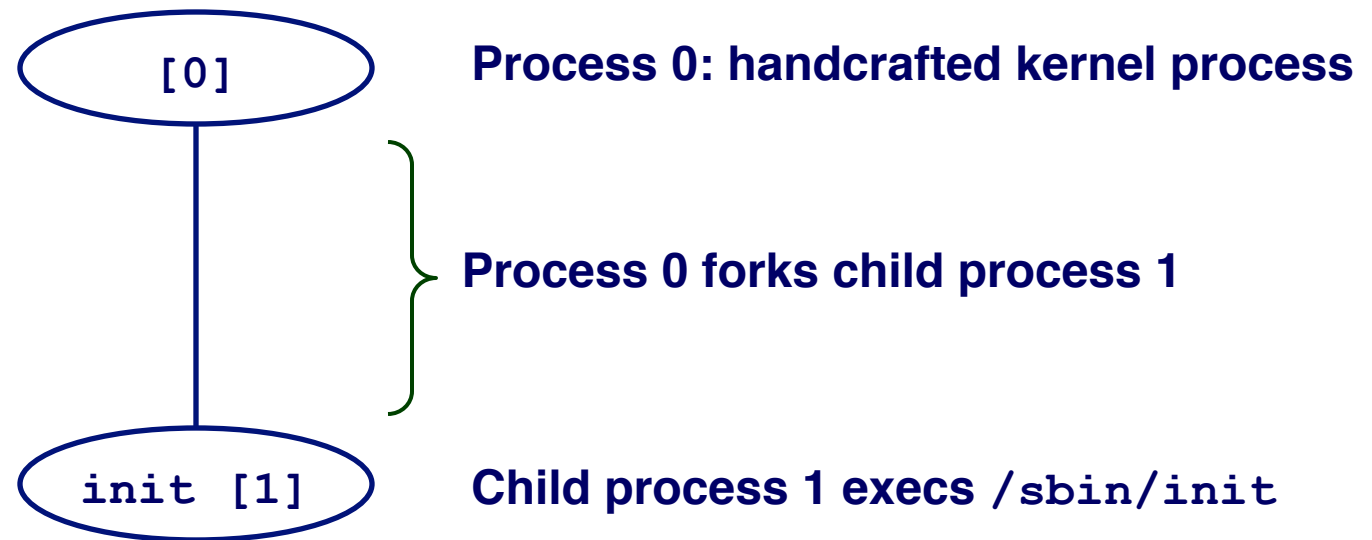 [0]
Process 0: handcrafted kernel process
Process 0 forks child process 1
init [1]
Child process 1 execs /sbin/init